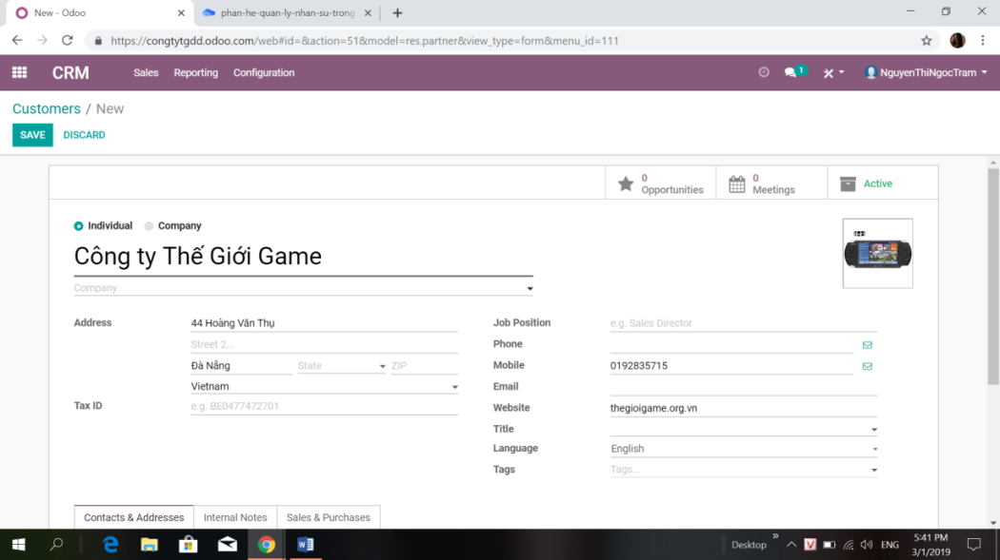 New - Odoo
phan-he-quan-ly-nhan-su-trong
https://congtytgdd.odoo.com/web#id=&action=51&model=res.partner&view_type=form&menu_id=111
CRM Sales Reporting Configuration 1 NguyenThiNgocTram
Customers / New
SAVE DISCARD
0 Opportunities 0 Meetings Active
Individual Company
Công ty Thế Giới Game
Company
Address 44 Hoàng Văn Thụ Job Position e.g. Sales Director
Street 2... Phone
Đà Nẵng State ZIP Mobile 0192835715
Vietnam Email
Tax ID e.g. BE0477472701 Website thegioigame.org.vn
Title
Language English
Tags Tags...
Contacts & Addresses Internal Notes Sales & Purchases
Desktop ENG 5:41 PM
3/1/2019